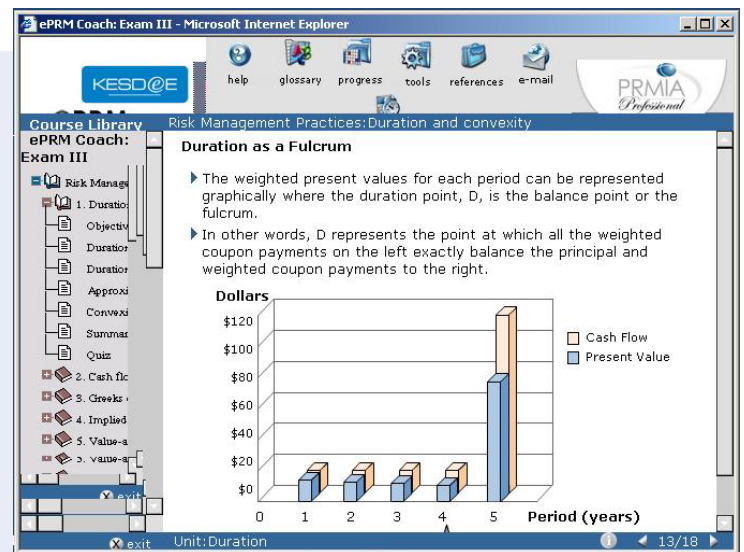 ePRM Coach: Exam III - Microsoft Internet Explorer
KESD@E
help glossary progress tools references e-mail
PRMIA
Professional
Course Library
Risk Management Practices:Duration and convexity
ePRM Coach:
Exam III
Risk Manage
1. Duratio
Objectiv
Duration
Duration
Approxi
Convexi
Summar
Quiz
2. Cash flo
3. Greeks
4. Implied
5. Value-a
exit
exit
Duration as a Fulcrum
The weighted present values for each period can be represented
graphically where the duration point, D, is the balance point or the
fulcrum.
In other words, D represents the point at which all the weighted
coupon payments on the left exactly balance the principal and
weighted coupon payments to the right.
Dollars
$120
$100
$80
$60
$40
$20
$0
0 1 2 3 4 5 Period (years)
Cash Flow
Present Value
Unit:Duration
13/18